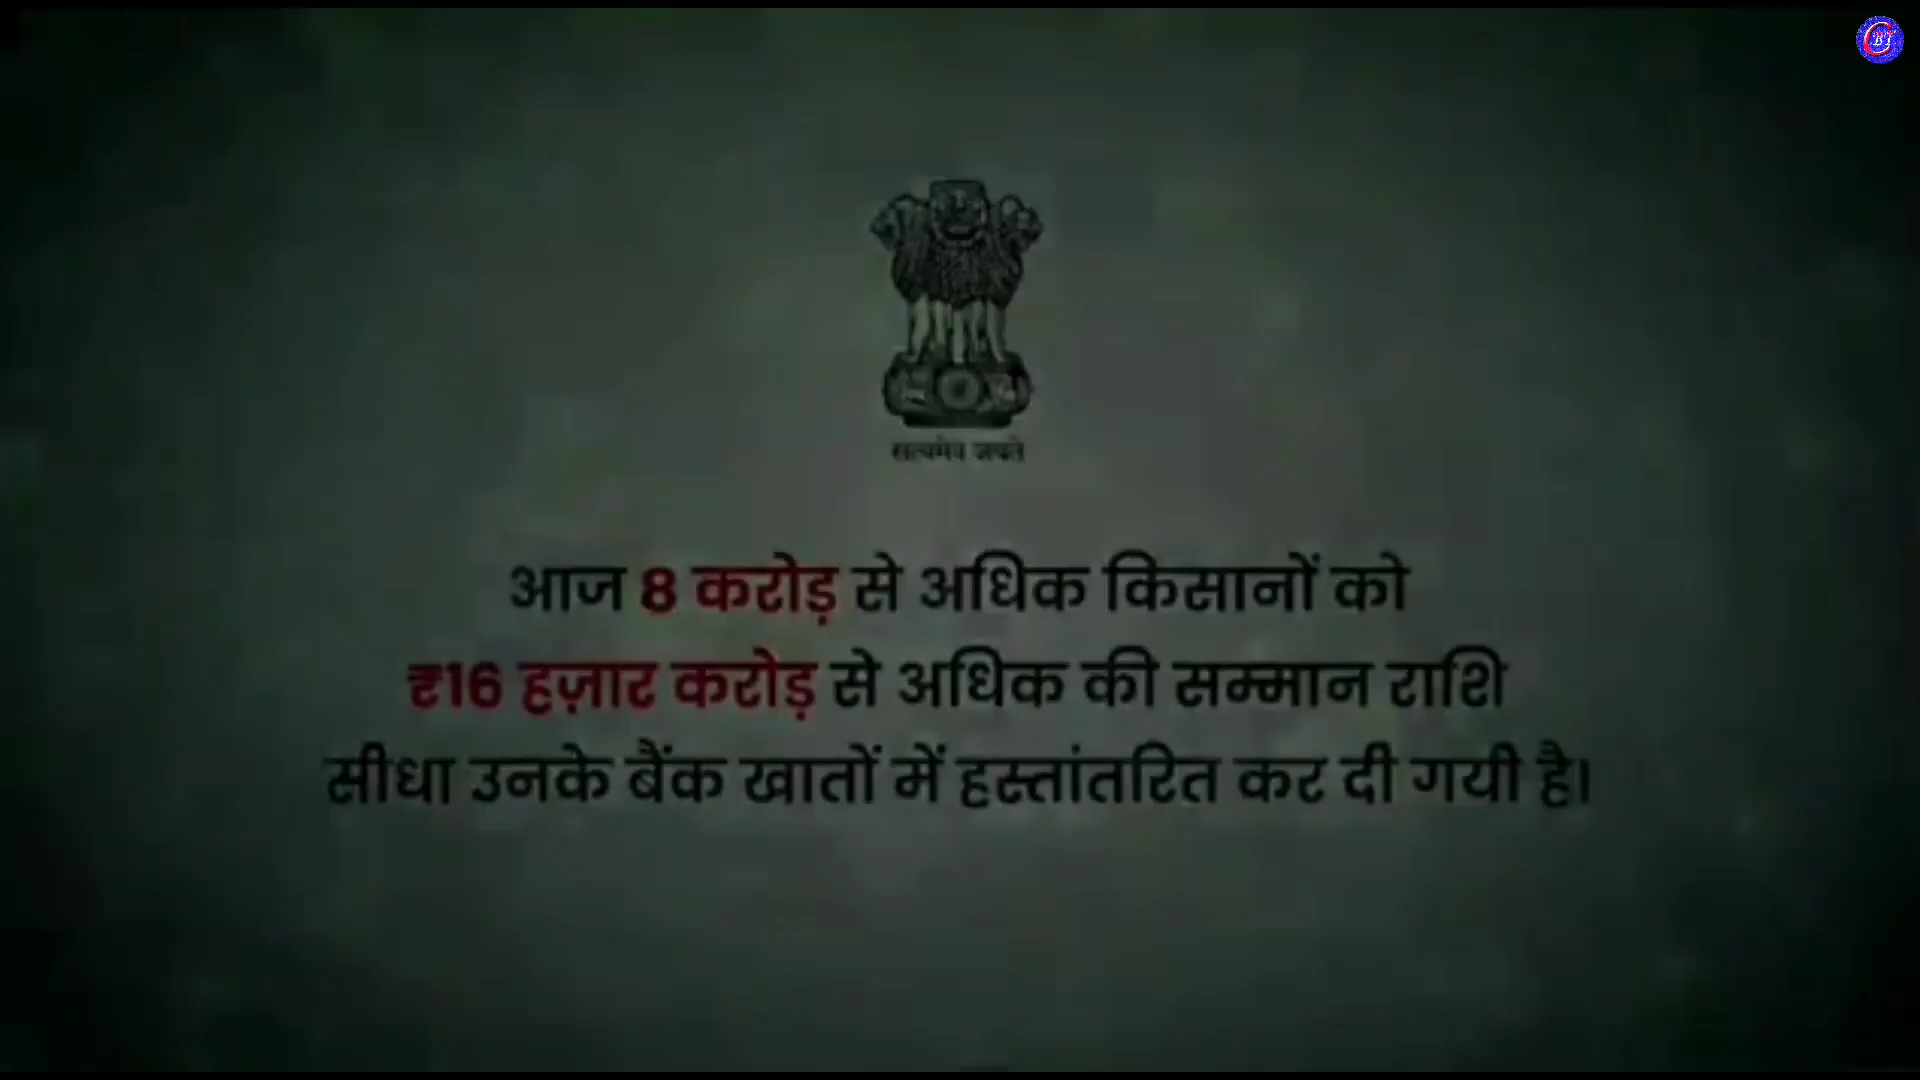 सत्यमेव जयते
आज 8 करोड़ से अधिक किसानों को
₹16 हज़ार करोड़ से अधिक की सम्मान राशि
सीधा उनके बैंक खातों में हस्तांतरित कर दी गयी है।